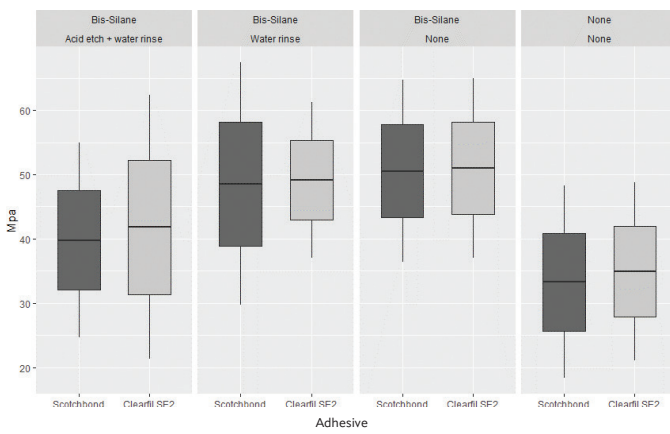 Bis-Silane Bis-Silane Bis-Silane None
Acid etch + water rinse Water rinse None None
60
50
40
30
20
Mpa
Scotchbond Clearfil SE2 Scotchbond Clearfil SE2 Scotchbond Clearfil SE2 Scotchbond Clearfil SE2
Adhesive